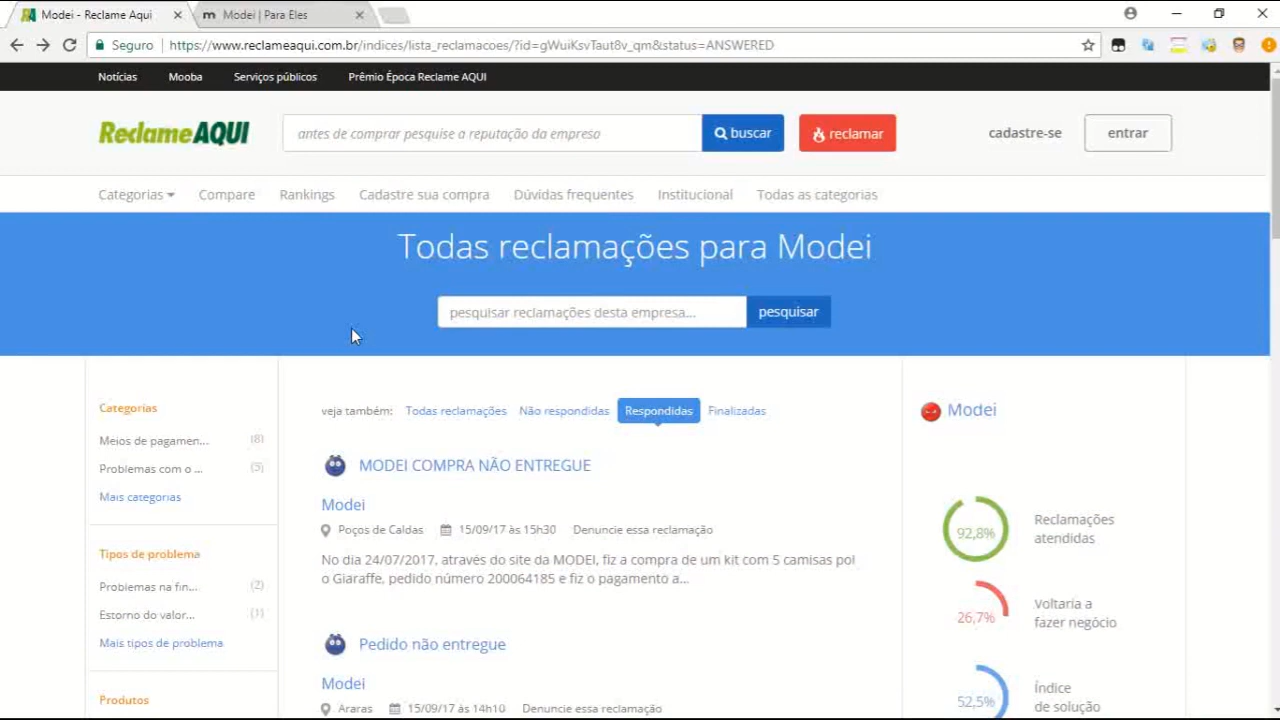 Modei - Reclame Aqui
Modei | Para Eles
Seguro
https://www.reclameaqui.com.br/indices/lista_reclamacoes/?id=gWuiKsvTaut8v_qm&status=ANSWERED
Notícias Mooba Serviços públicos Prêmio Época Reclame AQUI
ReclameAQUI
antes de comprar pesquise a reputação da empresa
buscar
reclamar
cadastre-se
entrar
Categorias Compare Rankings Cadastre sua compra Dúvidas frequentes Institucional Todas as categorias
Todas reclamações para Modei
pesquisar reclamações desta empresa...
pesquisar
Categorias
Meios de pagamen... (8)
Problemas com o ... (3)
Mais categorias
Tipos de problema
Problemas na fin... (2)
Estorno do valor... (1)
Mais tipos de problema
Produtos
veja também: Todas reclamações Não respondidas Respondidas Finalizadas
MODEI COMPRA NÃO ENTREGUE
Modei
Poços de Caldas 15/09/17 às 15h30 Denuncie essa reclamação
No dia 24/07/2017, através do site da MODEI, fiz a compra de um kit com 5 camisas pol
o Giaraffe, pedido número 200064185 e fiz o pagamento a...
Pedido não entregue
Modei
Araras 15/09/17 às 14h10 Denuncie essa reclamação
Modei
92,8%
Reclamações
atendidas
26,7%
Voltaria a
fazer negócio
52,5%
Índice
de solução